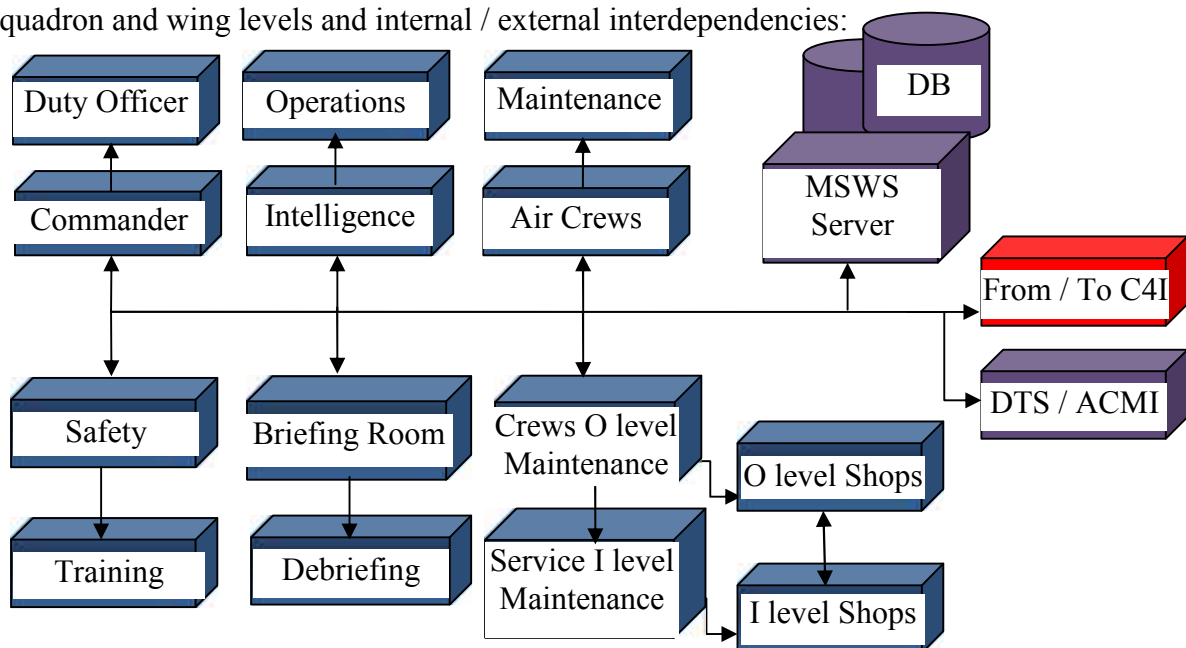 quadron and wing levels and internal / external interdependencies:
Duty Officer
Operations
Maintenance
DB
Commander
Intelligence
Air Crews
MSWS
Server
From / To C4I
Safety
Briefing Room
Crews O level
Maintenance
DTS / ACMI
O level Shops
Training
Debriefing
Service I level
Maintenance
I level Shops